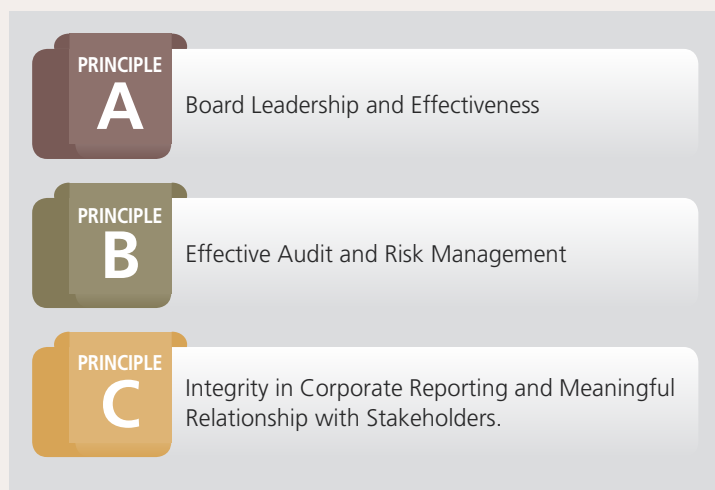 PRINCIPLE
A
Board Leadership and Effectiveness
PRINCIPLE
B
Effective Audit and Risk Management
PRINCIPLE
C
Integrity in Corporate Reporting and Meaningful
Relationship with Stakeholders.